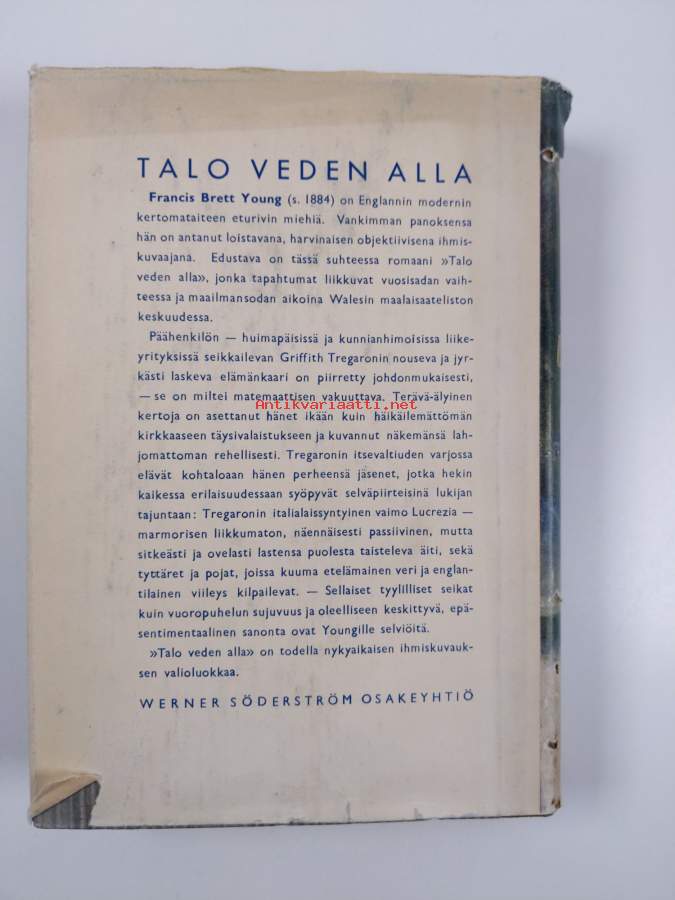 TALO VEDEN ALLA
Francis Brett Young (s. 1884) on Englannin modernin
kertomataiteen eturivin miehiä. Vankimman panoksensa
hän on antanut loistavana, harvinaisen objektiivisena ihmis-
kuvaajana. Edustava on tässä suhteessa romaani »Talo
veden alla», jonka tapahtumat liikkuvat vuosisadan vaih-
teessa ja maailmansodan aikoina Walesin maalaisaateliston
keskuudessa.
Päähenkilön — huimapäisissä ja kunnianhimoisissa liike-
yrityksissä seikkailevan Griffith Tregaronin nouseva ja jyr-
kästi laskeva elämänkaari on piirretty johdonmukaisesti,
— se on miltei matemaattisen vakuuttava. Terävä-älyinen
Antikvariaatti.net
kertoja on asettanut hänet ikään kuin häikäilemättömän
kirkkaaseen täysivalaistukseen ja kuvannut näkemänsä lah-
jomattoman rehellisesti. Tregaronin itsevaltiuden varjossa
elävät kohtaloaan hänen perheensä jäsenet, jotka hekin
kaikessa erilaisuudessaan syöpyvät selväpiirteisinä lukijan
tajuntaan: Tregaronin italialaissyntyinen vaimo Lucrezia —
marmorisen liikkumaton, näennäisesti passiivinen, mutta
sitkeästi ja ovelasti lastensa puolesta taisteleva äiti, sekä
tyttäret ja pojat, joissa kuuma etelämainen veri ja englan-
tilainen viileys kilpailevat. — Sellaiset tyylilliset seikat
kuin vuoropuhelun sujuvuus ja oleelliseen keskittyvä, epä-
sentimentaalinen sanonta ovat Youngille selviöitä.
»Talo veden alla» on todella nykyaikaisen ihmiskuvauk-
sen valioluokkaa.
WERNER SÖDERSTRÖM OSAKEYHTIÖ